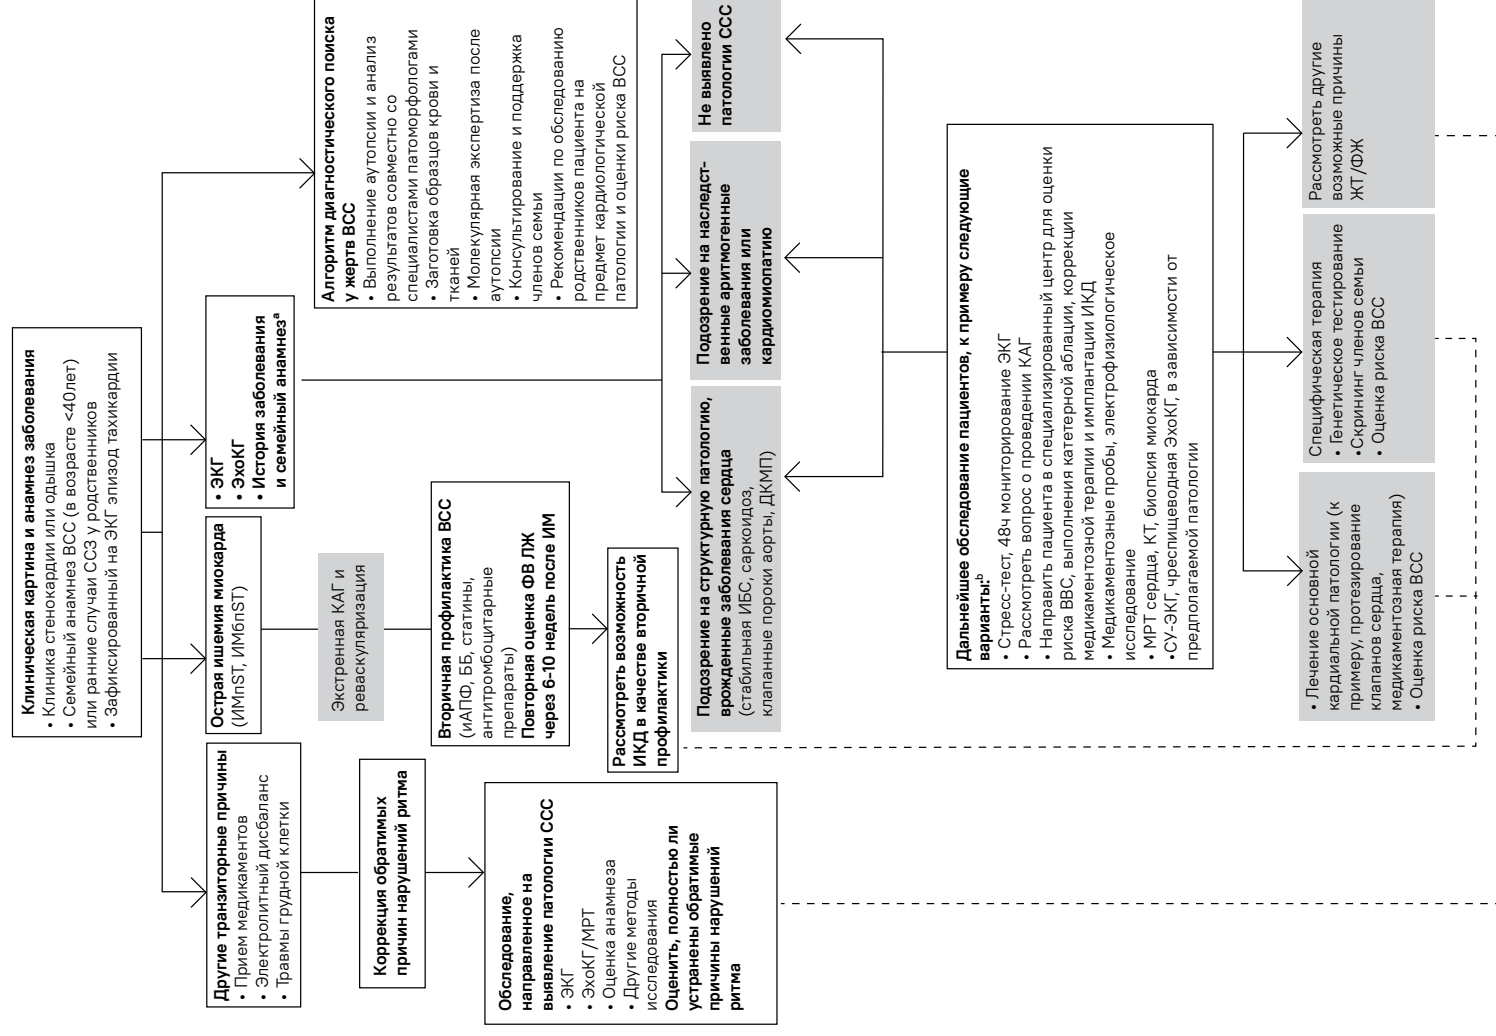 Клиническая картина и анамнез заболевания
• Клиника стенокардии или одышка
• Семейный анамнез ВСС (в возрасте <40лет)
или ранние случаи ССЗ у родственников
• Зафиксированный на ЭКГ эпизод тахикардии
Другие транзиторные причины
• Прием медикаментов
• Электролитный дисбаланс
• Травмы грудной клетки
Острая ишемия миокарда
(ИМпST, ИМбпST)
• ЭКГ
• ЭхоКГ
• История заболевания
и семейный анамнезᵃ
Алгоритм диагностического поиска
у жертв ВСС
• Выполнение аутопсии и анализ
результатов совместно со
специалистами патоморфологами
• Заготовка образцов крови и
тканей
• Молекулярная экспертиза после
аутопсии
• Консультирование и поддержка
членов семьи
• Рекомендации по обследованию
родственников пациента на
предмет кардиологической
патологии и оценки риска ВСС
Коррекция обратимых
причин нарушений ритма
Экстренная КАГ и
реваскуляризация
Вторичная профилактика ВСС
(иАПФ, ББ, статины,
антитромбоцитарные
препараты)
Повторная оценка ФВ ЛЖ
через 6-10 недель после ИМ
Рассмотреть возможность
ИКД в качестве вторичной
профилактики
Обследование,
направленное на
выявление патологии ССС
• ЭКГ
• ЭхоКГ/МРТ
• Оценка анамнеза
• Другие методы
исследования
Оценить, полностью ли
устранены обратимые
причины нарушений
ритма
Подозрение на структурную патологию,
врожденные заболевания сердца
(стабильная ИБС, саркоидоз,
клапанные пороки аорты, ДКМП)
Подозрение на наследст-
венные аритмогенные
заболевания или
кардиомиопатию
Не выявлено
патологии ССС
Дальнейшее обследование пациентов, к примеру следующие
варианты:ᵇ
• Стресс-тест, 48ч мониторирование ЭКГ
• Рассмотреть вопрос о проведении КАГ
• Направить пациента в специализированный центр для оценки
риска ВВС, выполнения катетерной аблации, коррекции
медикаментозной терапии и имплантации ИКД
• Медикаментозные пробы, электрофизиологическое
исследование
• МРТ сердца, КТ, биопсия миокарда
•СУ-ЭКГ, чреспищеводная ЭхоКГ, в зависимости от
предполагаемой патологии
• Лечение основной
кардиальной патологии (к
примеру, протезирование
клапанов сердца,
медикаментозная терапия)
• Оценка риска ВСС
Специфическая терапия
• Генетическое тестирование
•Скрининг членов семьи
• Оценка риска ВСС
Рассмотреть другие
возможные причины
ЖТ/ФЖ